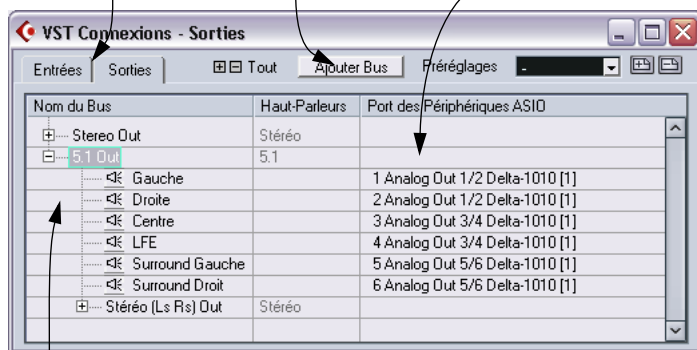 VST Connexions - Sorties
Entrées Sorties Tout Ajouter Bus Préréglages -
Nom du Bus Haut-Parleurs Port des Périphériques ASIO
Stereo Out Stéréo
5.1 Out 5.1
Gauche 1 Analog Out 1/2 Delta-1010 [1]
Droite 2 Analog Out 1/2 Delta-1010 [1]
Centre 3 Analog Out 3/4 Delta-1010 [1]
LFE 4 Analog Out 3/4 Delta-1010 [1]
Surround Gauche 5 Analog Out 5/6 Delta-1010 [1]
Surround Droit 6 Analog Out 5/6 Delta-1010 [1]
Stéréo (Ls Rs) Out Stéréo